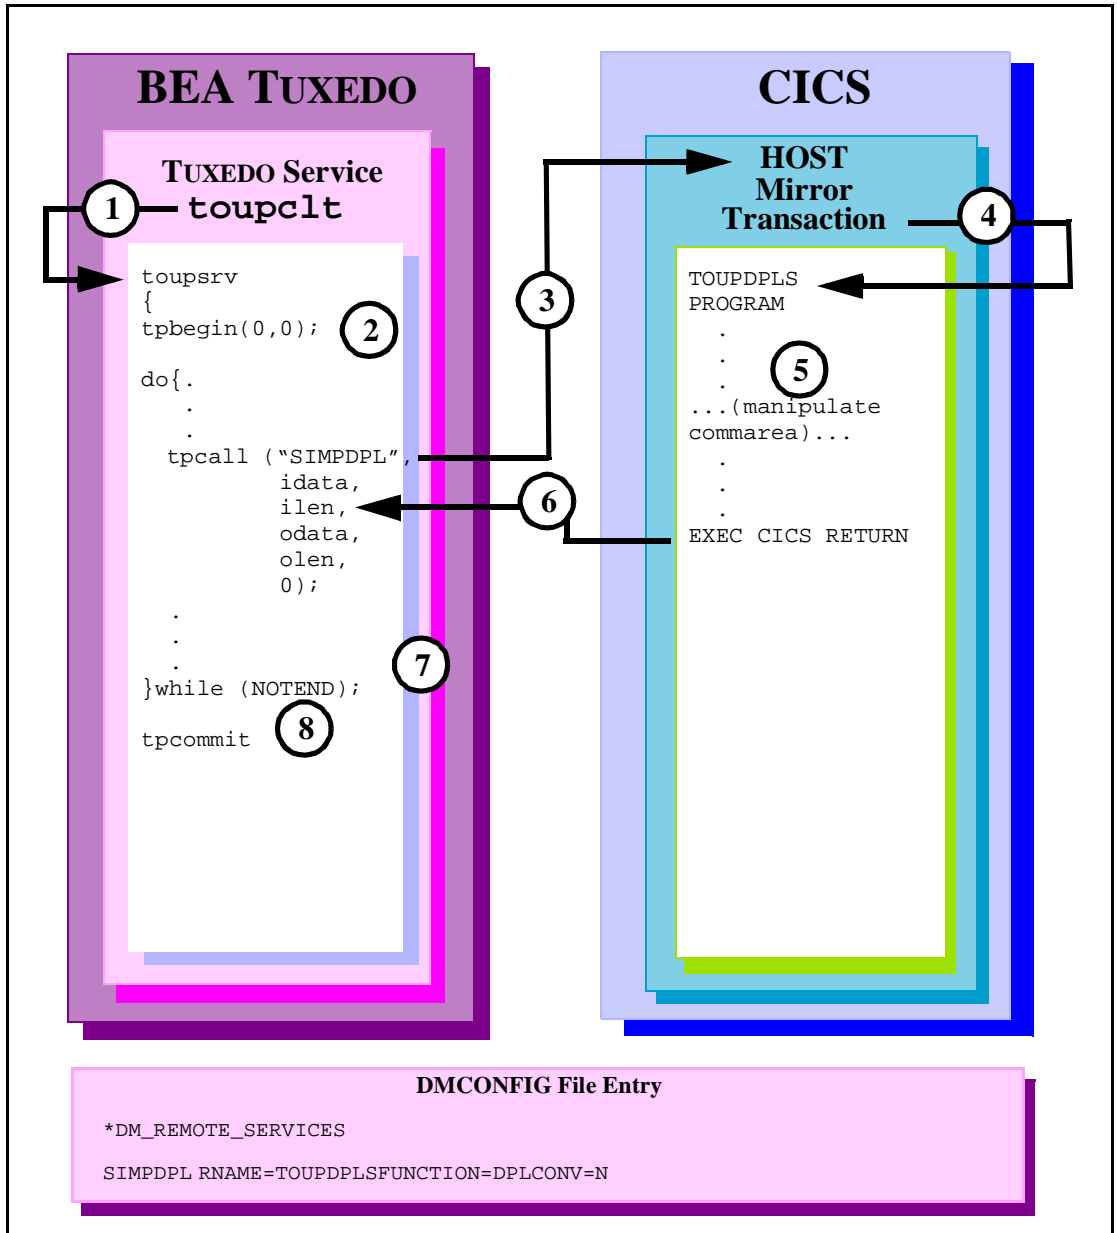 BEA TUXEDO
TUXEDO Service
1
toupclt
toupsrv
{
tpbegin(0,0);
2
do{.
.
.
tpcall (“SIMPDPL”,
idata,
ilen,
odata,
olen,
0);
.
.
.
7
}while (NOTEND);
8
tpcommit
3
6
CICS
HOST
Mirror
Transaction
4
TOUPDPLS
PROGRAM
.
.
.
5
...(manipulate
commarea)...
.
.
.
EXEC CICS RETURN
DMCONFIG File Entry
*DM_REMOTE_SERVICES
SIMPDPL RNAME=TOUPDPLSFUNCTION=DPLCONV=N